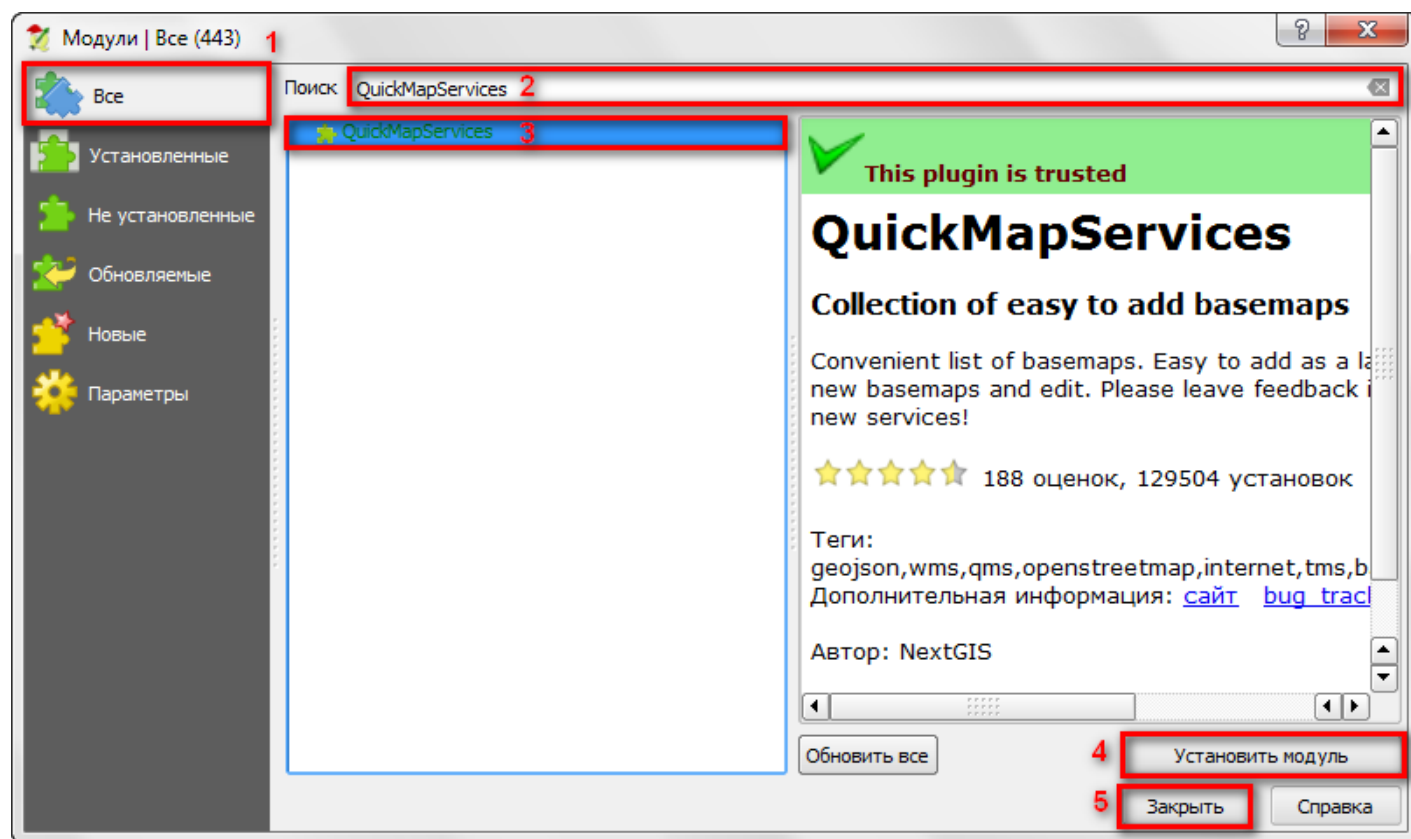 Модули | Все (443)
1
Все
Установленные
Не установленные
Обновляемые
Новые
Параметры
Поиск QuickMapServices 2
QuickMapServices 3
This plugin is trusted
QuickMapServices
Collection of easy to add basemaps
Convenient list of basemaps. Easy to add as a
new basemaps and edit. Please leave feedback
new services!
188 оценок, 129504 установок
Теги:
geojson,wms,qms,openstreetmap,internet,tms,b
Дополнительная информация: сайт bug trac
Автор: NextGIS
Обновить все
4 Установить модуль
5 Закрыть
Справка